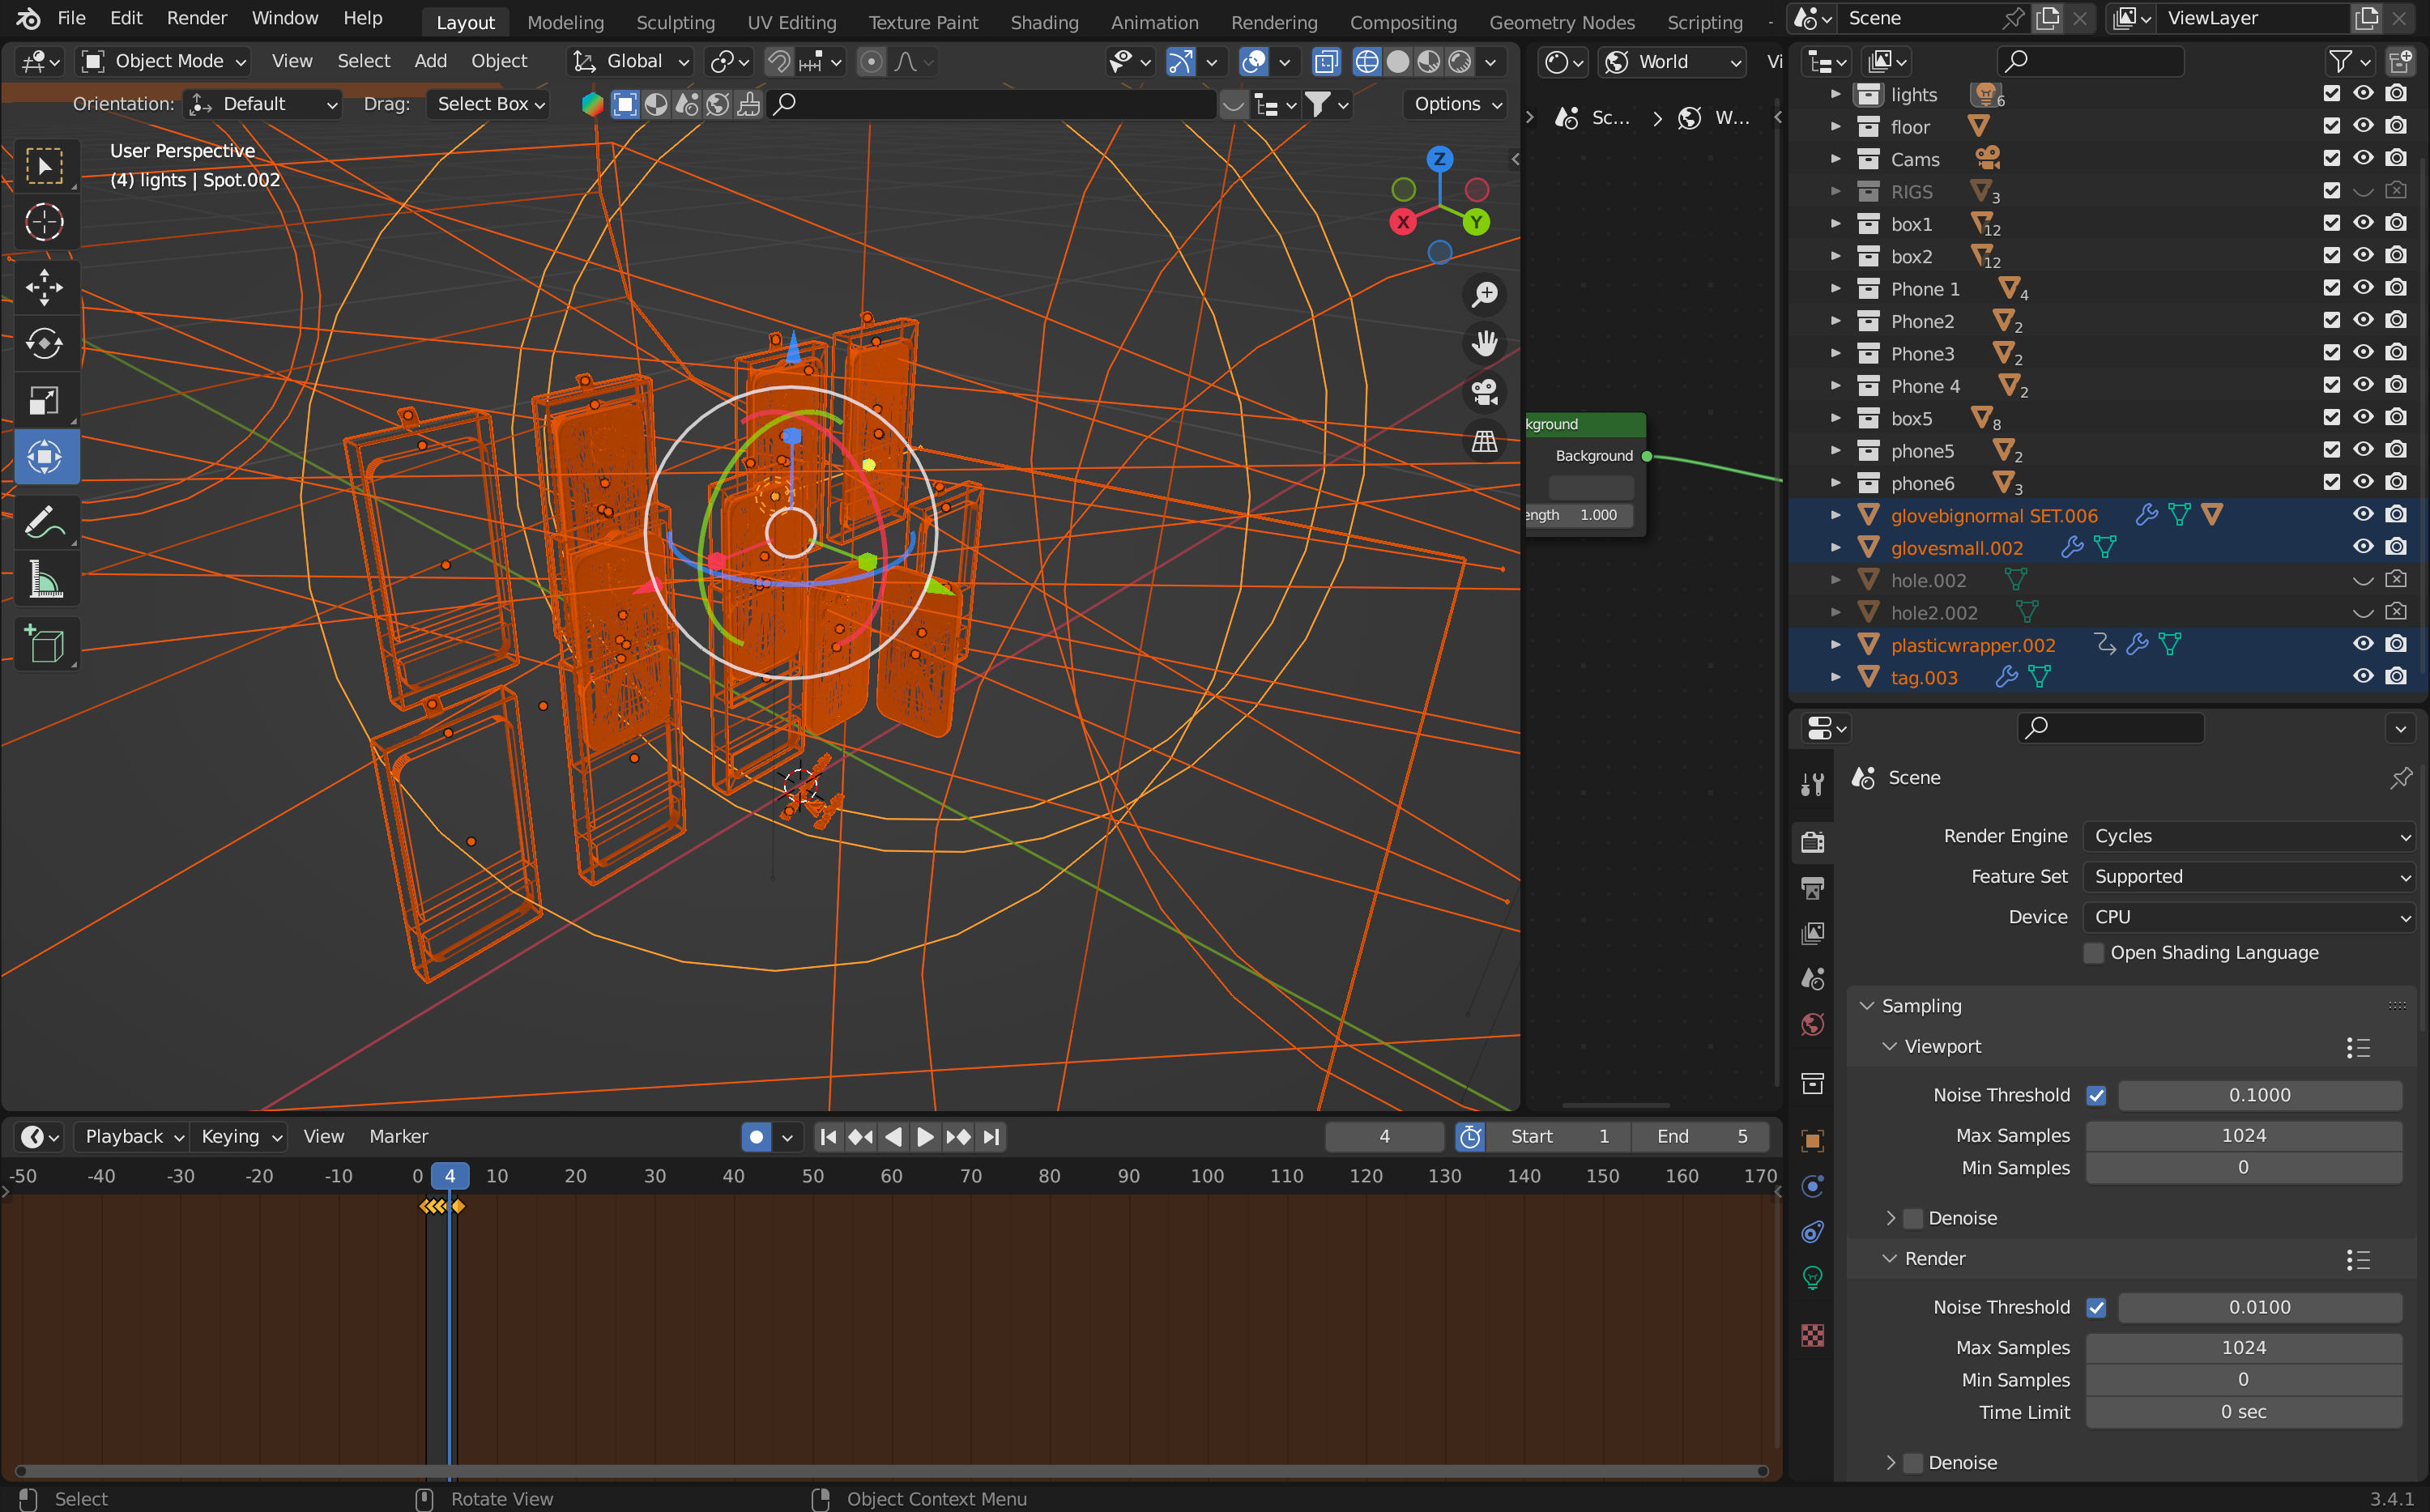 File Edit Render Window Help Layout Modeling Sculpting UV Editing Texture Paint Shading Animation Rendering Compositing Geometry Nodes Scripting Scene ViewLayer
Object Mode View Select Add Object Global World Vi
Orientation: Default Drag: Select Box Options
Sc... W...
User Perspective
(4) lights | Spot.002
Z
X Y
kground
Background
ength 1.000
lights 6
floor
Cams
RIGS 3
box1 12
box2 12
Phone 1 4
Phone2 2
Phone3 2
Phone 4 2
box5 8
phone5 2
phone6 3
glovebignormal SET.006
glovesmall.002
hole.002
hole2.002
plasticwrapper.002
tag.003
Scene
Render Engine Cycles
Feature Set Supported
Device CPU
Open Shading Language
Sampling
Viewport
Noise Threshold 0.1000
Max Samples 1024
Min Samples 0
Denoise
Render
Noise Threshold 0.0100
Max Samples 1024
Min Samples 0
Time Limit 0 sec
Denoise
Playback Keying View Marker 4 Start 1 End 5
-50 -40 -30 -20 -10 0 4 10 20 30 40 50 60 70 80 90 100 110 120 130 140 150 160 170
Select Rotate View Object Context Menu 3.4.1